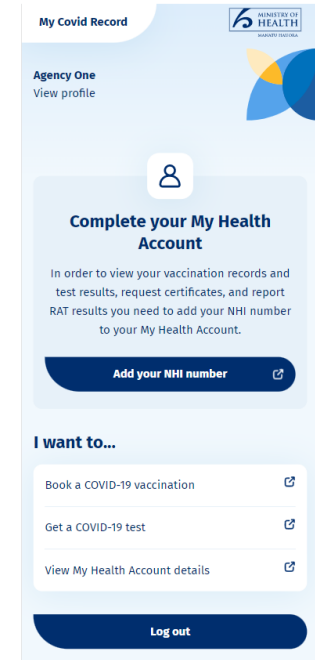 My Covid Record
MINISTRY OF
HEALTH
MANATŪ HAUORA
Agency One
View profile
Complete your My Health
Account
In order to view your vaccination records and
test results, request certificates, and report
RAT results you need to add your NHI number
to your My Health Account.
Add your NHI number
I want to...
Book a COVID-19 vaccination
Get a COVID-19 test
View My Health Account details
Log out